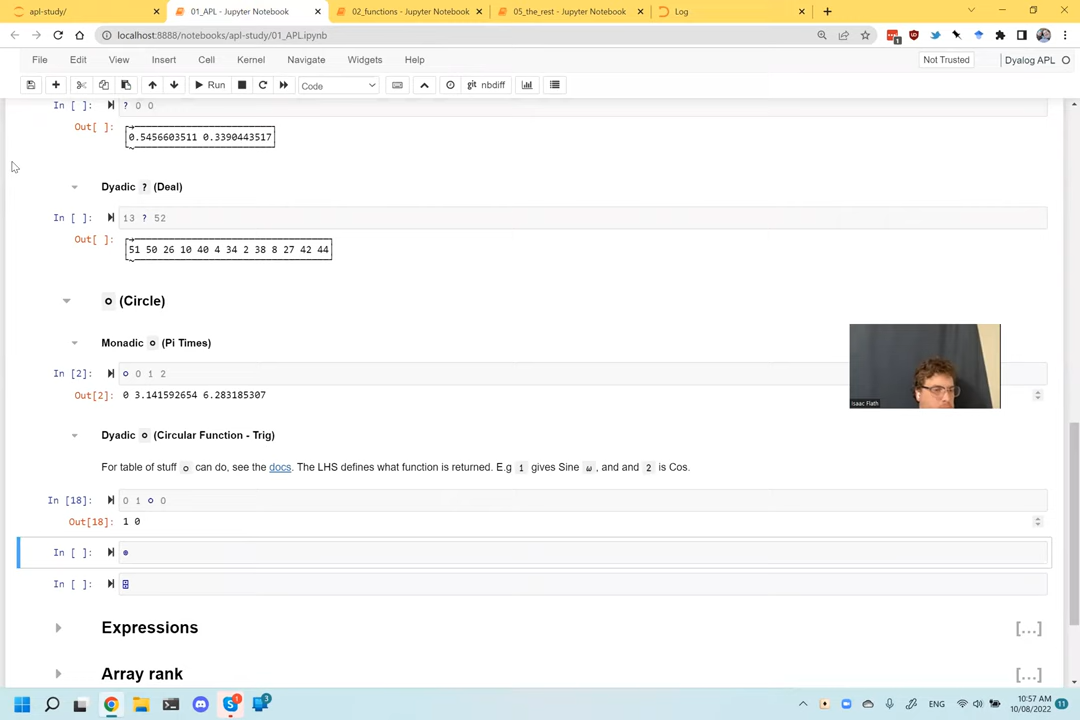 apl-study/
01_APL - Jupyter Notebook
02_functions - Jupyter Notebook
05_the_rest - Jupyter Notebook
Log
localhost:8888/notebooks/apl-study/01_APL.ipynb
File Edit View Insert Cell Kernel Navigate Widgets Help
Not Trusted
Dyalog APL
Run
Code
git nbdiff
In [ ]: ? 0 0
Out[ ]: 0.5456603511 0.3390443517
Dyadic ? (Deal)
In [ ]: 13 ? 52
Out[ ]: 51 50 26 10 40 4 34 2 38 8 27 42 44
○ (Circle)
Monadic ○ (Pi Times)
In [2]: ○ 0 1 2
Out[2]: 0 3.141592654 6.283185307
Isaac Flath
Dyadic ○ (Circular Function - Trig)
For table of stuff ○ can do, see the docs. The LHS defines what function is returned. E.g 1 gives Sine ω, and and 2 is Cos.
In [18]: 0 1 ○ 0
Out[18]: 1 0
In [ ]:
In [ ]:
Expressions
[...]
Array rank
[...]
ENG
10:57 AM
10/08/2022